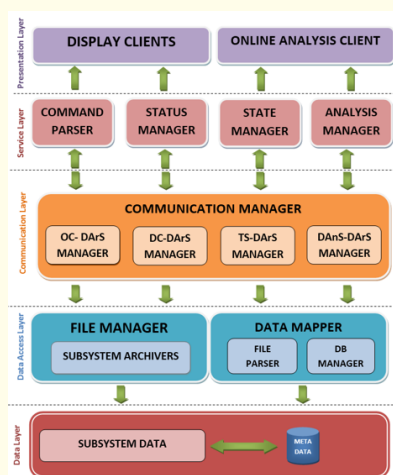 Presentation Layer
DISPLAY CLIENTS
ONLINE ANALYSIS CLIENT
Service Layer
COMMAND
PARSER
STATUS
MANAGER
STATE
MANAGER
ANALYSIS
MANAGER
Communication Layer
COMMUNICATION MANAGER
OC- DArS
MANAGER
DC-DArS
MANAGER
TS-DArS
MANAGER
DAnS-DArS
MANAGER
Data Access Layer
FILE MANAGER
SUBSYSTEM ARCHIVERS
DATA MAPPER
FILE
PARSER
DB
MANAGER
Data Layer
SUBSYSTEM DATA
META
DATA